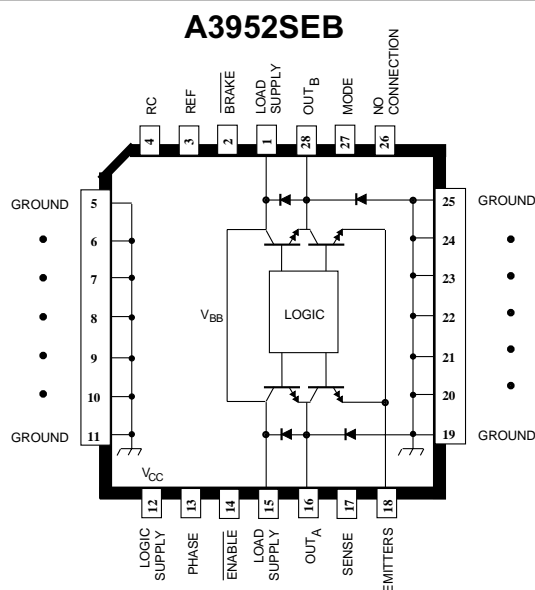 A3952SEB
RC
REF
BRAKE
LOAD
SUPPLY
OUTB
MODE
NO
CONNECTION
4
3
2
1
28
27
26
GROUND
5
25
GROUND
6
24
7
23
8
VBB
LOGIC
22
9
21
10
20
GROUND
11
19
GROUND
VCC
12
13
14
15
16
17
18
LOGIC
SUPPLY
PHASE
ENABLE
LOAD
SUPPLY
OUTA
SENSE
EMITTERS